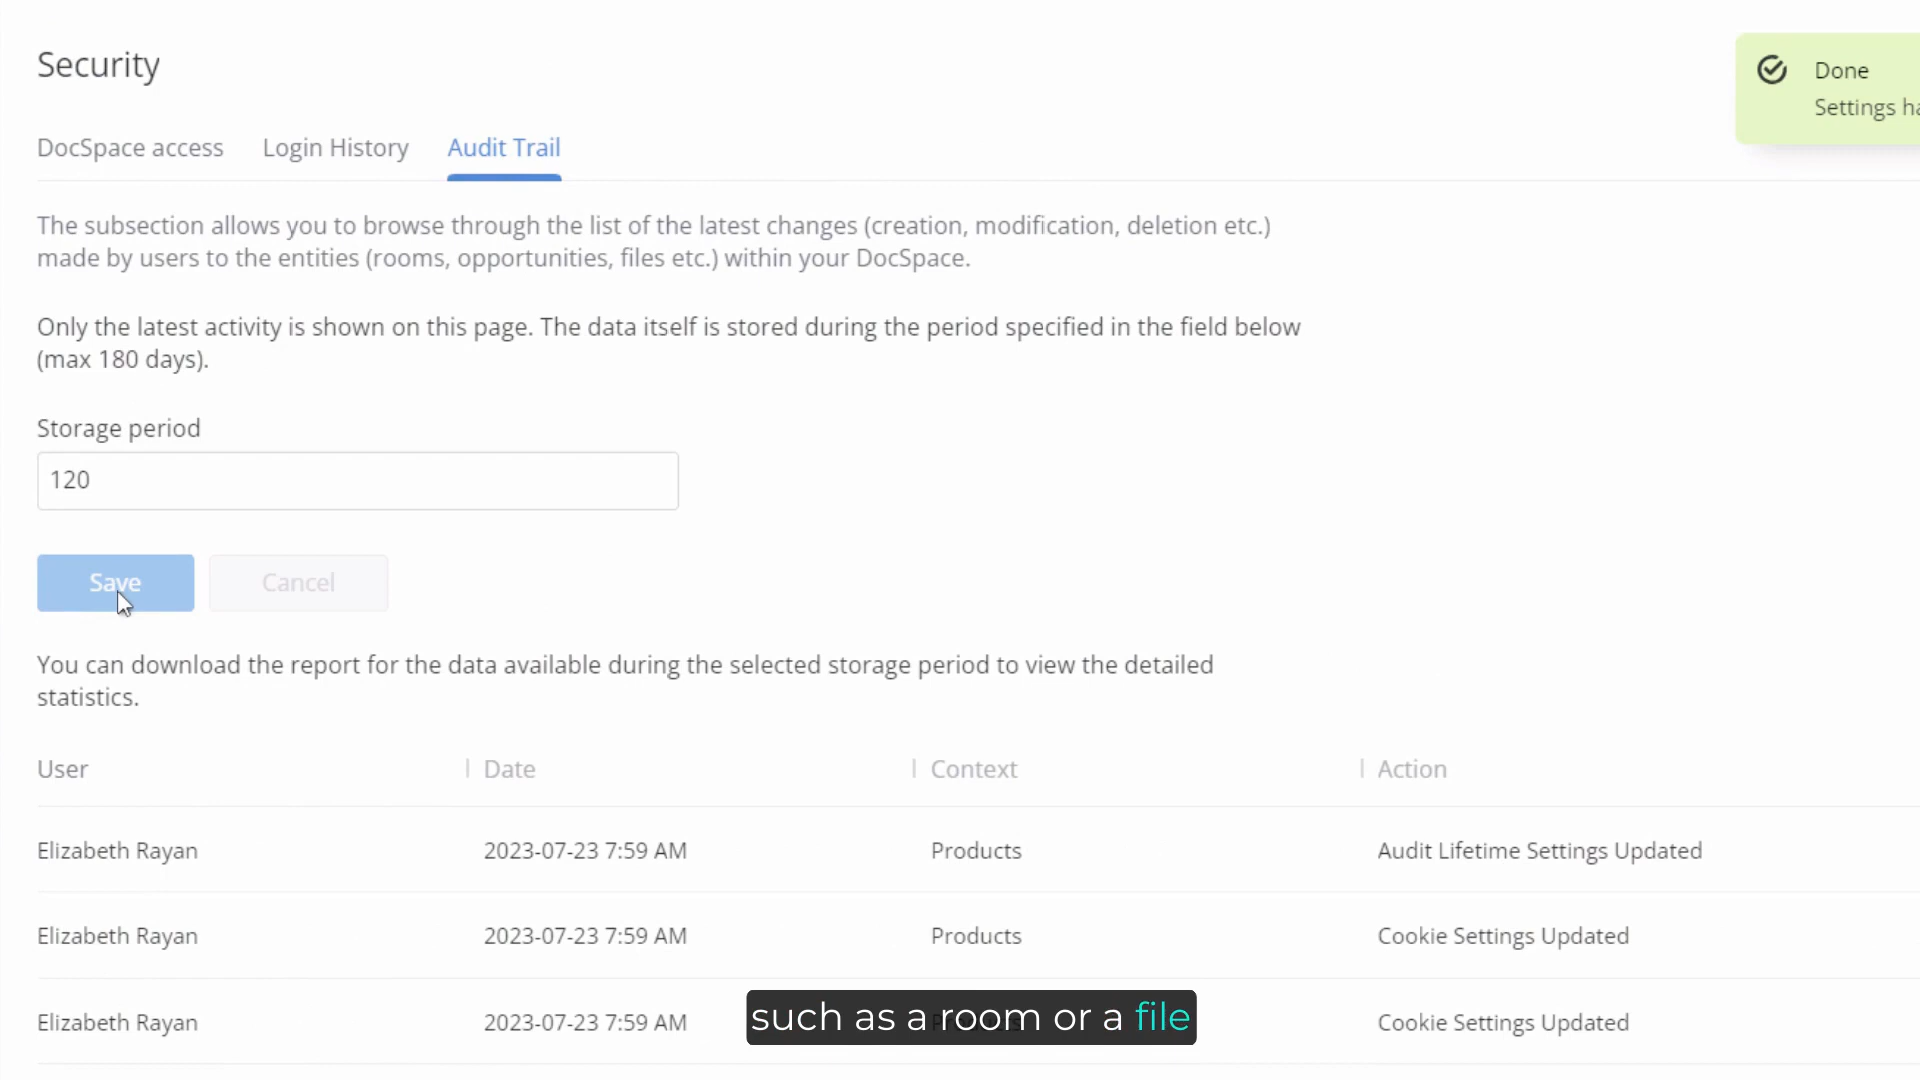 Security
Done
Settings ha
DocSpace access Login History Audit Trail
The subsection allows you to browse through the list of the latest changes (creation, modification, deletion etc.)
made by users to the entities (rooms, opportunities, files etc.) within your DocSpace.
Only the latest activity is shown on this page. The data itself is stored during the period specified in the field below
(max 180 days).
Storage period
120
Save Cancel
You can download the report for the data available during the selected storage period to view the detailed
statistics.
User Date Context Action
Elizabeth Rayan 2023-07-23 7:59 AM Products Audit Lifetime Settings Updated
Elizabeth Rayan 2023-07-23 7:59 AM Products Cookie Settings Updated
Elizabeth Rayan 2023-07-23 7:59 AM Cookie Settings Updated
such as a room or a file